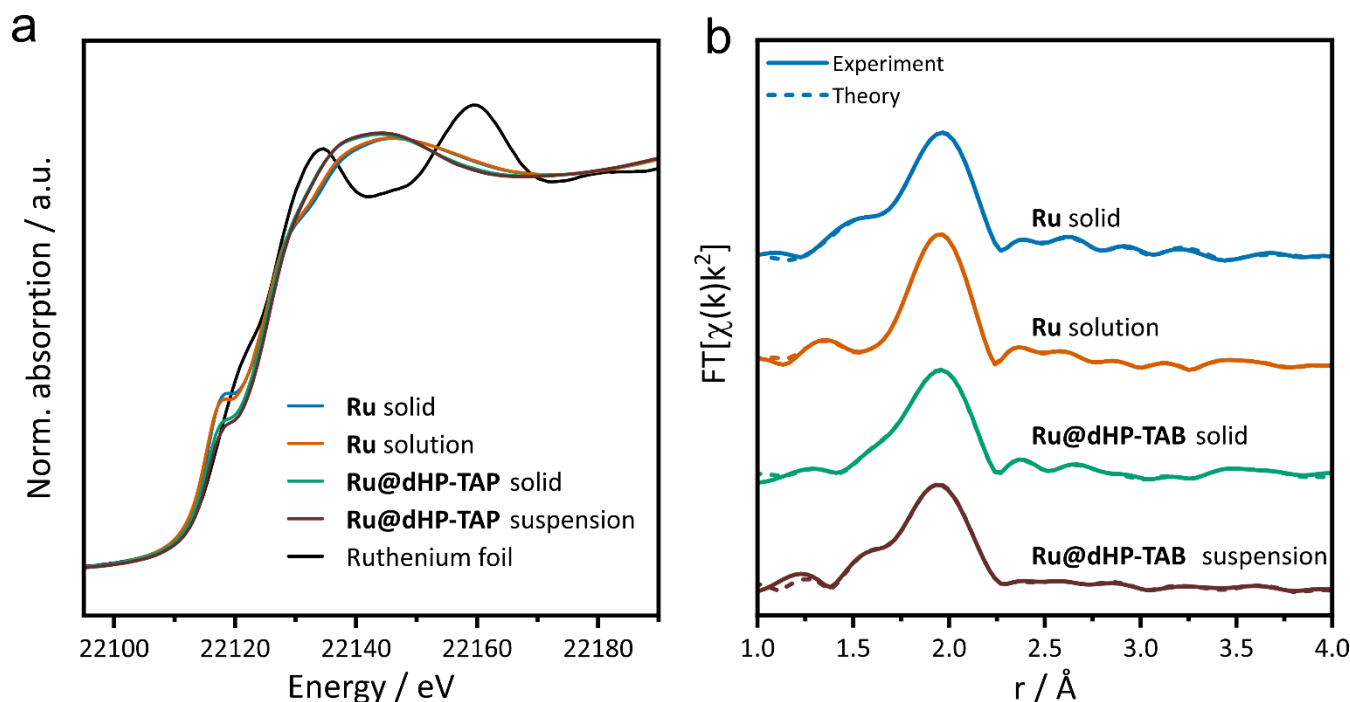 a
Norm. absorption / a.u.
Ru solid
Ru solution
Ru@dHP-TAP solid
Ru@dHP-TAP suspension
Ruthenium foil
22100 22120 22140 22160 22180
Energy / eV
b
Experiment
Theory
FT[χ(k)k²]
Ru solid
Ru solution
Ru@dHP-TAB solid
Ru@dHP-TAB suspension
1.0 1.5 2.0 2.5 3.0 3.5 4.0
r / Å